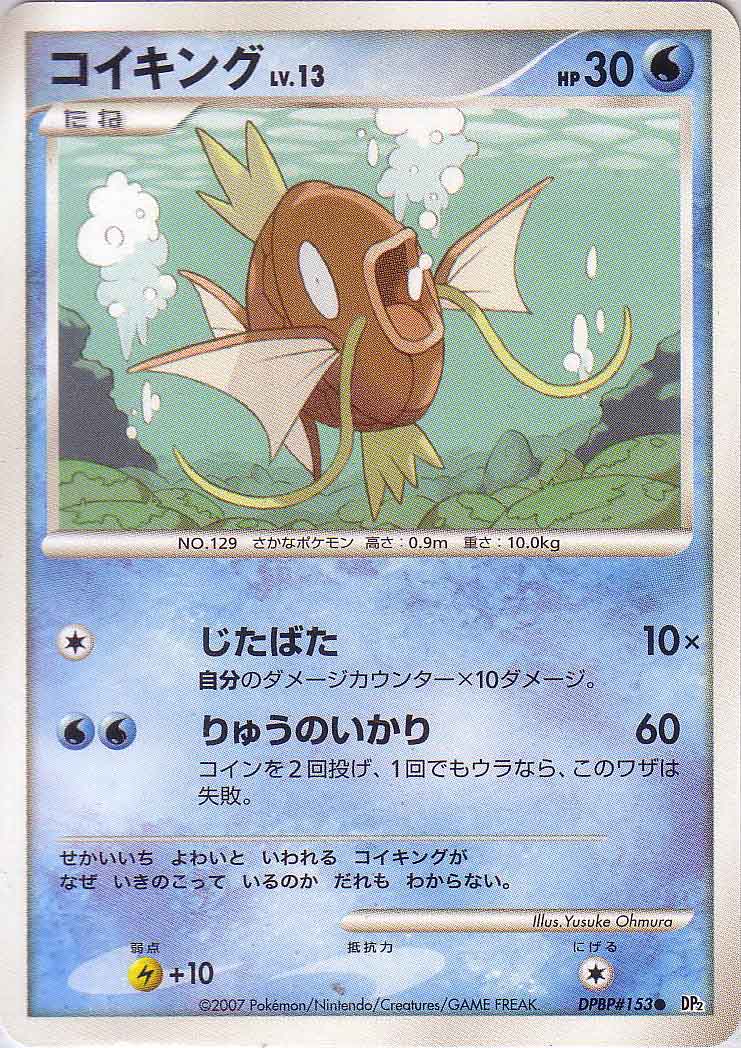 コイキング LV.13 HP 30
たね
NO.129 さかなポケモン 高さ：0.9m 重さ：10.0kg
じたばた 10×
自分のダメージカウンター×10ダメージ。
りゅうのいかり 60
コインを2回投げ、1回でもウラなら、このワザは
失敗。
せかいいち よわいと いわれる コイキングが
なぜ いきのこって いるのか だれも わからない。
Illus.Yusuke Ohmura
弱点 抵抗力 にげる
+10
©2007 Pokémon/Nintendo/Creatures/GAME FREAK.
DPBP#153 DP2